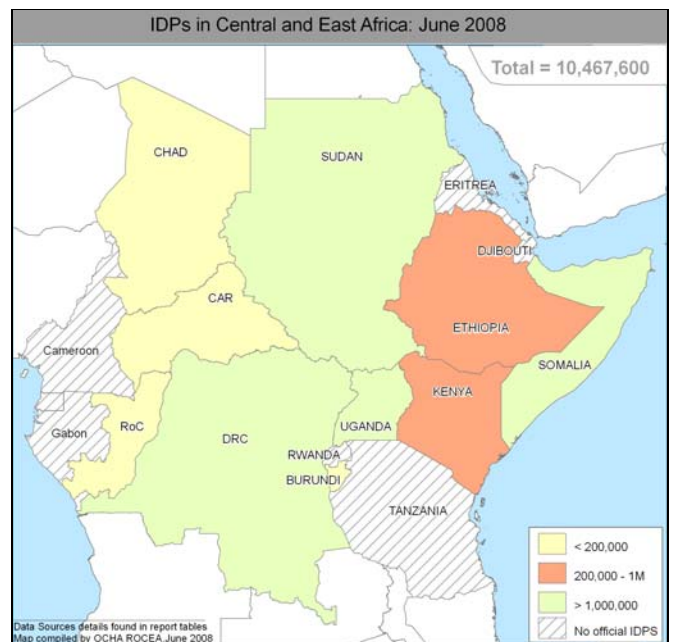 IDPs in Central and East Africa: June 2008
Total = 10,467,600
CHAD
SUDAN
ERITREA
DJIBOUTI
CAR
ETHIOPIA
Cameroon
SOMALIA
KENYA
Gabon
RoC
DRC
UGANDA
RWANDA
BURUNDI
TANZANIA
< 200,000
200,000 - 1M
> 1,000,000
No official IDPS
Data Sources details found in report tables
Map compiled by OCHA ROCEA June 2008